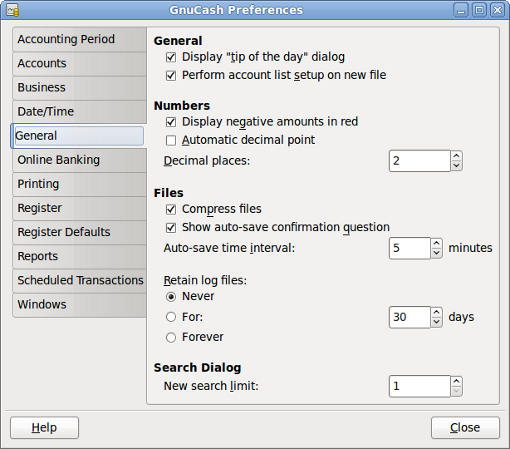 GnuCash Preferences
Accounting Period
Accounts
Business
Date/Time
General
Online Banking
Printing
Register
Register Defaults
Reports
Scheduled Transactions
Windows
General
Display "tip of the day" dialog
Perform account list setup on new file
Numbers
Display negative amounts in red
Automatic decimal point
Decimal places: 2
Files
Compress files
Show auto-save confirmation question
Auto-save time interval: 5 minutes
Retain log files:
Never
For: 30 days
Forever
Search Dialog
New search limit: 1
Help Close